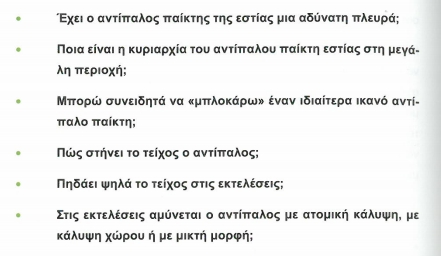 • Έχει ο αντίπαλος παίκτης της εστίας μια αδύνατη πλευρά;
• Ποια είναι η κυριαρχία του αντίπαλου παίκτη εστίας στη μεγά-
λη περιοχή;
• Μπορώ συνειδητά να «μπλοκάρω» έναν ιδιαίτερα ικανό αντί-
παλο παίκτη;
• Πώς στήνει το τείχος ο αντίπαλος;
• Πηδάει ψηλά το τείχος στις εκτελέσεις;
• Στις εκτελέσεις αμύνεται ο αντίπαλος με ατομική κάλυψη, με
κάλυψη χώρου ή με μικτή μορφή;